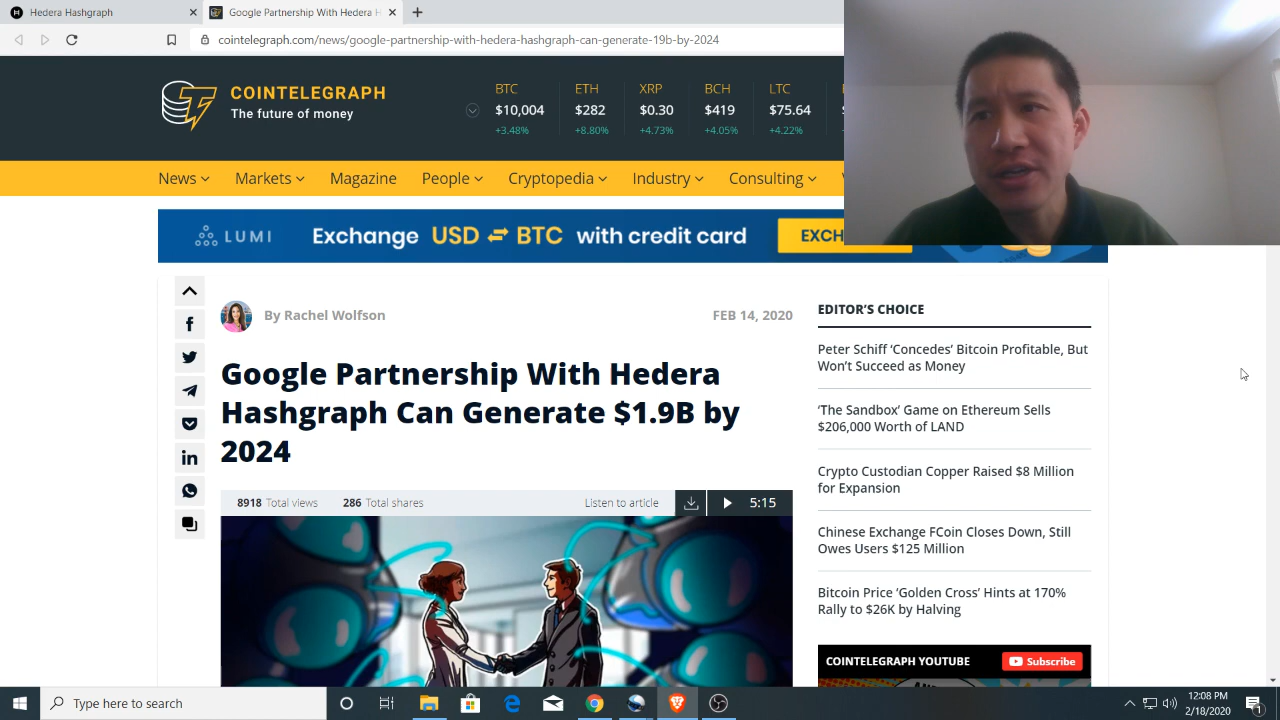 Hedera Hashgraph
Google Partnership With Hedera H
cointelegraph.com/news/google-partnership-with-hedera-hashgraph-can-generate-19b-by-2024
COINTELEGRAPH
The future of money
BTC ETH XRP BCH LTC
$10,004 $282 $0.30 $419 $75.64
+3.48% +8.80% +4.73% +4.05% +4.22%
News Markets Magazine People Cryptopedia Industry Consulting
LUMI Exchange USD BTC with credit card EXCH
By Rachel Wolfson FEB 14, 2020
Google Partnership With Hedera
Hashgraph Can Generate $1.9B by
2024
8918 Total views 286 Total shares Listen to article 5:15
EDITOR’S CHOICE
Peter Schiff ‘Concedes’ Bitcoin Profitable, But
Won’t Succeed as Money
‘The Sandbox’ Game on Ethereum Sells
$206,000 Worth of LAND
Crypto Custodian Copper Raised $8 Million
for Expansion
Chinese Exchange FCoin Closes Down, Still
Owes Users $125 Million
Bitcoin Price ‘Golden Cross’ Hints at 170%
Rally to $26K by Halving
COINTELEGRAPH YOUTUBE Subscribe
Type here to search
12:08 PM
2/18/2020
1